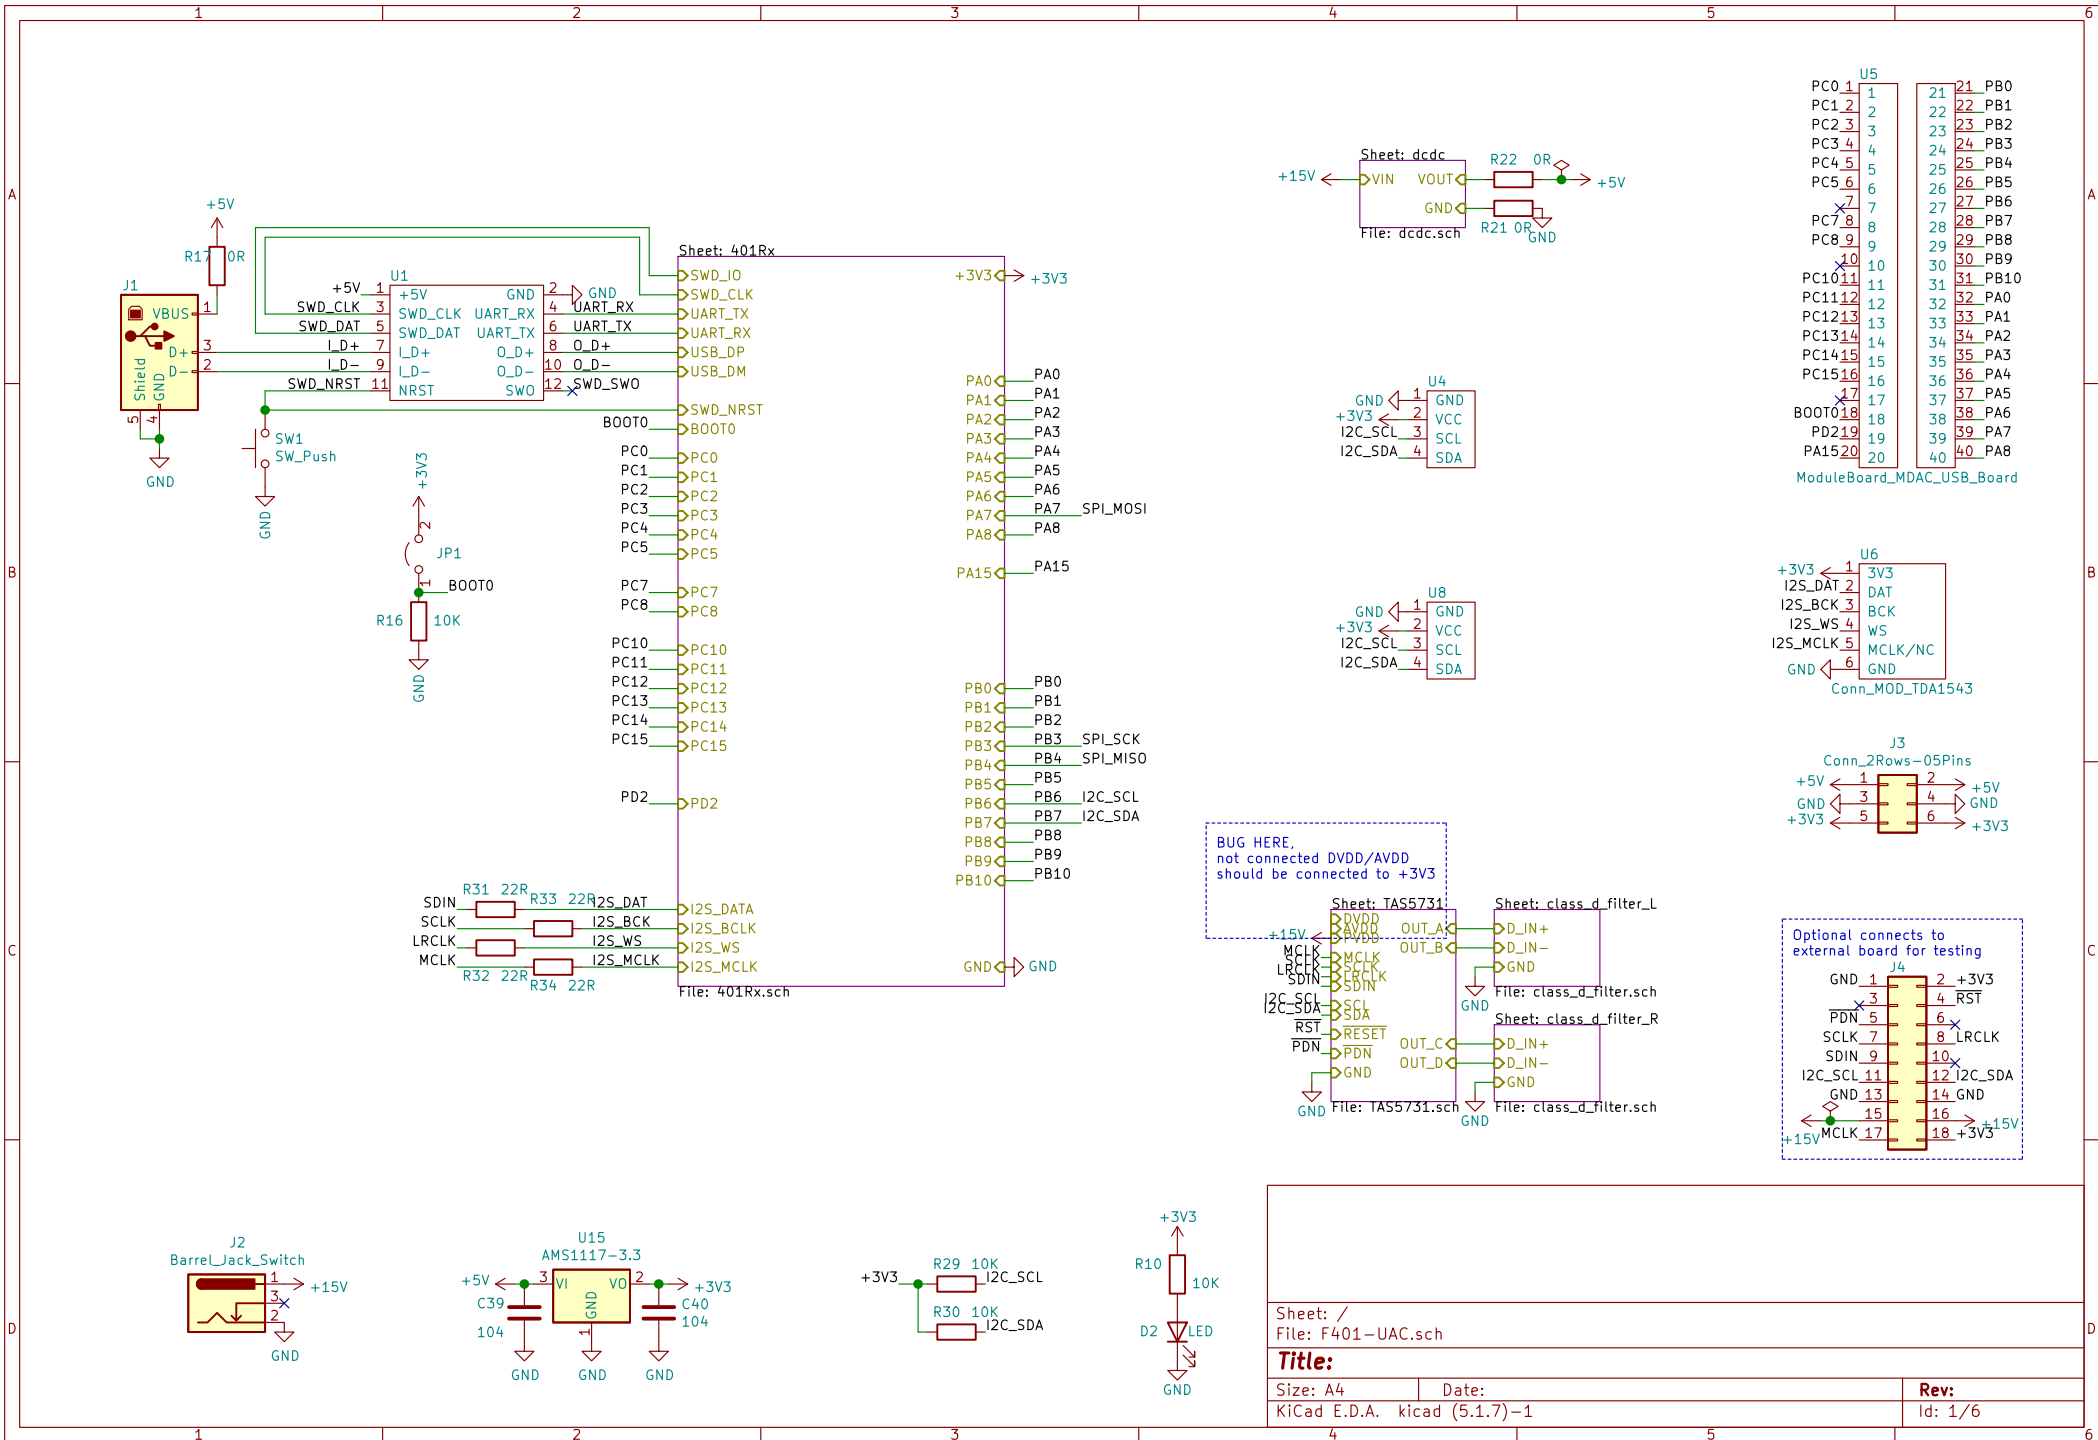 1 2 3 4 5 6
A B C D
A B C D
+5V
R17 0R
J1
VBUS 1
D+ 3
D- 2
Shield
GND
5 4
GND
U1
+5V 1 +5V
SWD_CLK 3 SWD_CLK
SWD_DAT 5 SWD_DAT
I_D+ 7 I_D+
I_D- 9 I_D-
SWD_NRST 11 NRST
GND 2 GND
UART_RX 4 UART_RX
UART_TX 6 UART_TX
O_D+ 8 O_D+
O_D- 10 O_D-
SWO 12 SWD_SWO
SW1
SW_Push
GND
+3V3
2
JP1
1
BOOT0
R16 10K
GND
Sheet: 401Rx
SWD_IO
SWD_CLK
UART_TX
UART_RX
USB_DP
USB_DM
SWD_NRST
BOOT0 BOOT0
PC0 PC0
PC1 PC1
PC2 PC2
PC3 PC3
PC4 PC4
PC5 PC5
PC7 PC7
PC8 PC8
PC10 PC10
PC11 PC11
PC12 PC12
PC13 PC13
PC14 PC14
PC15 PC15
PD2 PD2
SDIN R31 22R I2S_DAT I2S_DATA
SCLK R33 22R I2S_BCK I2S_BCLK
LRCLK R32 22R I2S_WS I2S_WS
MCLK R34 22R I2S_MCLK I2S_MCLK
+3V3 +3V3
PA0 PA0
PA1 PA1
PA2 PA2
PA3 PA3
PA4 PA4
PA5 PA5
PA6 PA6
PA7 PA7 SPI_MOSI
PA8 PA8
PA15 PA15
PB0 PB0
PB1 PB1
PB2 PB2
PB3 PB3 SPI_SCK
PB4 PB4 SPI_MISO
PB5 PB5
PB6 PB6 I2C_SCL
PB7 PB7 I2C_SDA
PB8 PB8
PB9 PB9
PB10 PB10
GND GND
File: 401Rx.sch
Sheet: dcdc
+15V VIN VOUT R22 0R +5V
GND R21 0R GND
File: dcdc.sch
U4
GND 1 GND
+3V3 2 VCC
I2C_SCL 3 SCL
I2C_SDA 4 SDA
U8
GND 1 GND
+3V3 2 VCC
I2C_SCL 3 SCL
I2C_SDA 4 SDA
U5
PC0 1 1 21 21 PB0
PC1 2 2 22 22 PB1
PC2 3 3 23 23 PB2
PC3 4 4 24 24 PB3
PC4 5 5 25 25 PB4
PC5 6 6 26 26 PB5
7 7 27 27 PB6
PC7 8 8 28 28 PB7
PC8 9 9 29 29 PB8
10 10 30 30 PB9
PC10 11 11 31 31 PB10
PC11 12 12 32 32 PA0
PC12 13 13 33 33 PA1
PC13 14 14 34 34 PA2
PC14 15 15 35 35 PA3
PC15 16 16 36 36 PA4
17 17 37 37 PA5
BOOT0 18 18 38 38 PA6
PD2 19 19 39 39 PA7
PA15 20 20 40 40 PA8
ModuleBoard_MDAC_USB_Board
U6
+3V3 1 3V3
I2S_DAT 2 DAT
I2S_BCK 3 BCK
I2S_WS 4 WS
I2S_MCLK 5 MCLK/NC
GND 6 GND
Conn_MOD_TDA1543
J3
Conn_2Rows-05Pins
+5V 1 2 +5V
GND 3 4 GND
+3V3 5 6 +3V3
BUG HERE,
not connected DVDD/AVDD
should be connected to +3V3
Sheet: TAS5731
DVDD
AVDD
+15V PVDD
MCLK MCLK
SCLK SCLK
LRCLK LRCLK
SDIN SDIN
I2C_SCL SCL
I2C_SDA SDA
RST RESET
PDN PDN
GND
GND
OUT_A
OUT_B
OUT_C
OUT_D
File: TAS5731.sch
Sheet: class_d_filter_L
D_IN+
D_IN-
GND
GND
File: class_d_filter.sch
Sheet: class_d_filter_R
D_IN+
D_IN-
GND
GND
File: class_d_filter.sch
Optional connects to
external board for testing
J4
GND 1 2 +3V3
3 4 RST
PDN 5 6
SCLK 7 8 LRCLK
SDIN 9 10
I2C_SCL 11 12 I2C_SDA
GND 13 14 GND
+15V 15 16 +15V
MCLK 17 18 +3V3
J2
Barrel_Jack_Switch
1 +15V
3
2
GND
U15
AMS1117-3.3
+5V 3 VI VO 2 +3V3
C39 104
GND 1
C40 104
GND GND GND
+3V3 R29 10K I2C_SCL
R30 10K I2C_SDA
+3V3
R10 10K
D2 LED
GND
Sheet: /
File: F401-UAC.sch
Title:
Size: A4 Date: Rev:
KiCad E.D.A. kicad (5.1.7)-1 Id: 1/6
1 2 3 4 5 6